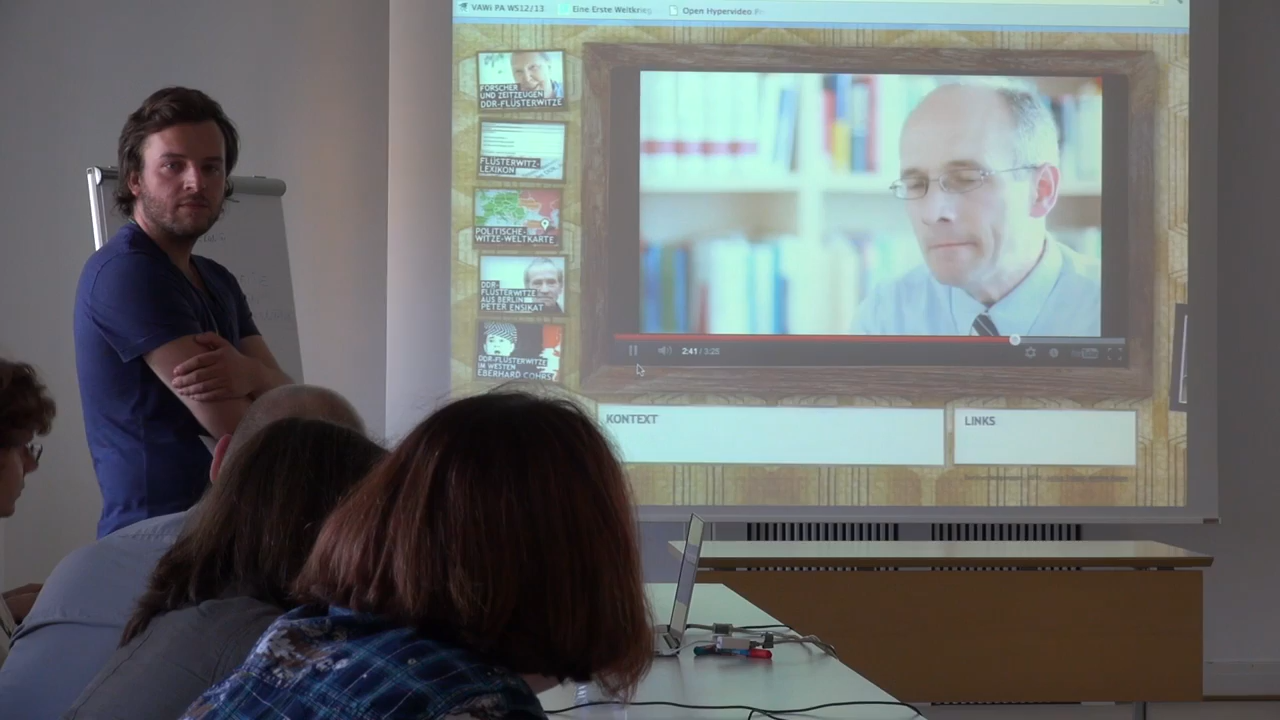 VAWi PA WS12/13
Eine Erste Weltkrieg
Open Hypervideo
FORSCHER
UND ZEITZEUGEN
DDR-FLÜSTERWITZE
FLÜSTERWITZ-
LEXIKON
POLITISCHE-
WITZE-WELTKARTE
DDR-
FLÜSTERWITZE
AUS BERLIN
PETER ENSIKAT
DDR-FLÜSTERWITZE
IM WESTEN
EBERHARD COHRS
2:41 / 3:25
KONTEXT
LINKS